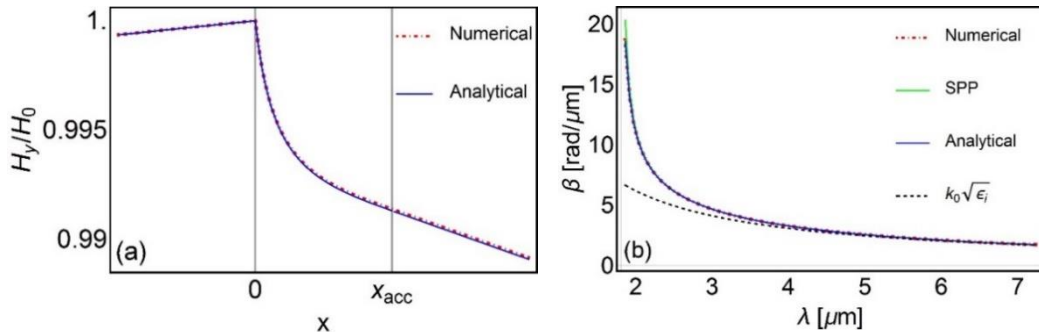 1.
0.995
0.99
H_y/H_0
(a)
Numerical
Analytical
0
x_acc
x
20
15
10
5
0
β [rad/μm]
(b)
Numerical
SPP
Analytical
k_0√ϵ_i
2 3 4 5 6 7
λ [μm]